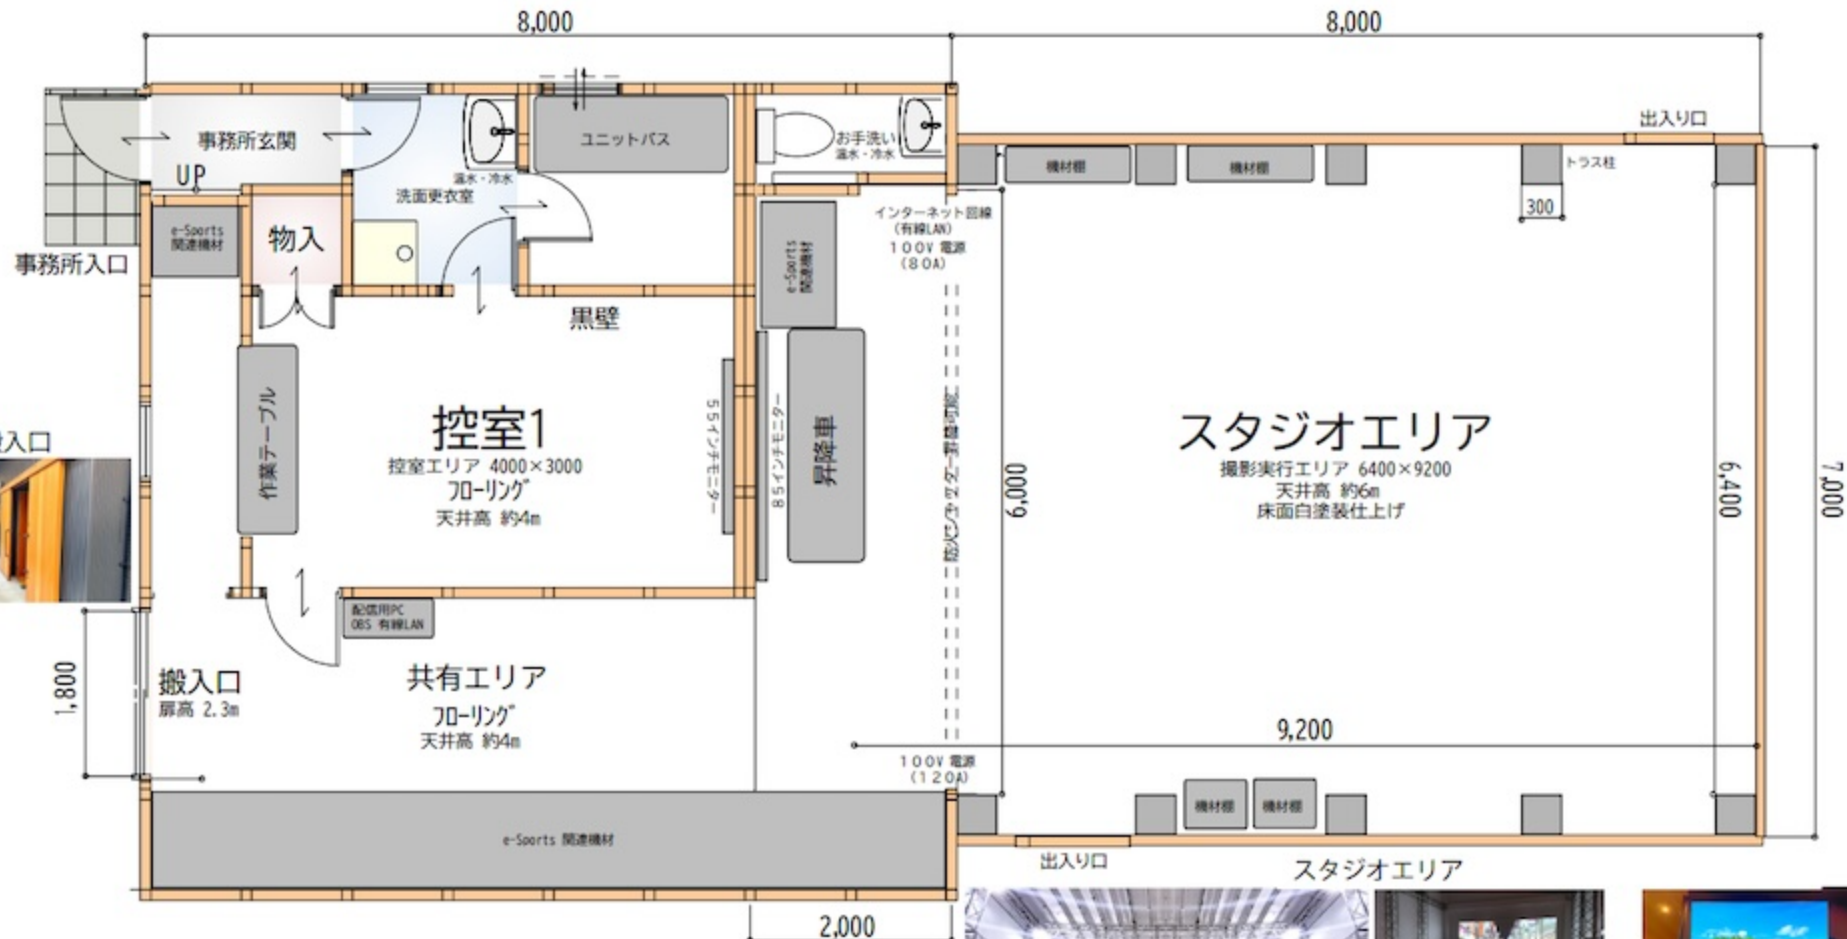 8,000
8,000
事務所玄関
UP
ユニットバス
お手洗い
温水・冷水
温水・冷水
洗面更衣室
出入り口
機材棚
機材棚
トラス柱
300
e-Sports
関連機材
物入
事務所入口
インターネット回線
(有線LAN)
100V 電源
(80A)
e-Sports
関連機材
黒壁
入口
作業テーブル
控室1
控室エリア 4000×3000
フローリング
天井高 約4m
55インチモニター
85インチモニター
昇降車
6,000
スタジオエリア
撮影実行エリア 6400×9200
天井高 約6m
床面白塗装仕上げ
6,400
7,000
配信用PC
OBS 有線LAN
1,800
搬入口
扉高 2.3m
共有エリア
フローリング
天井高 約4m
9,200
100V 電源
(120A)
機材棚
機材棚
e-Sports 関連機材
出入り口
スタジオエリア
2,000